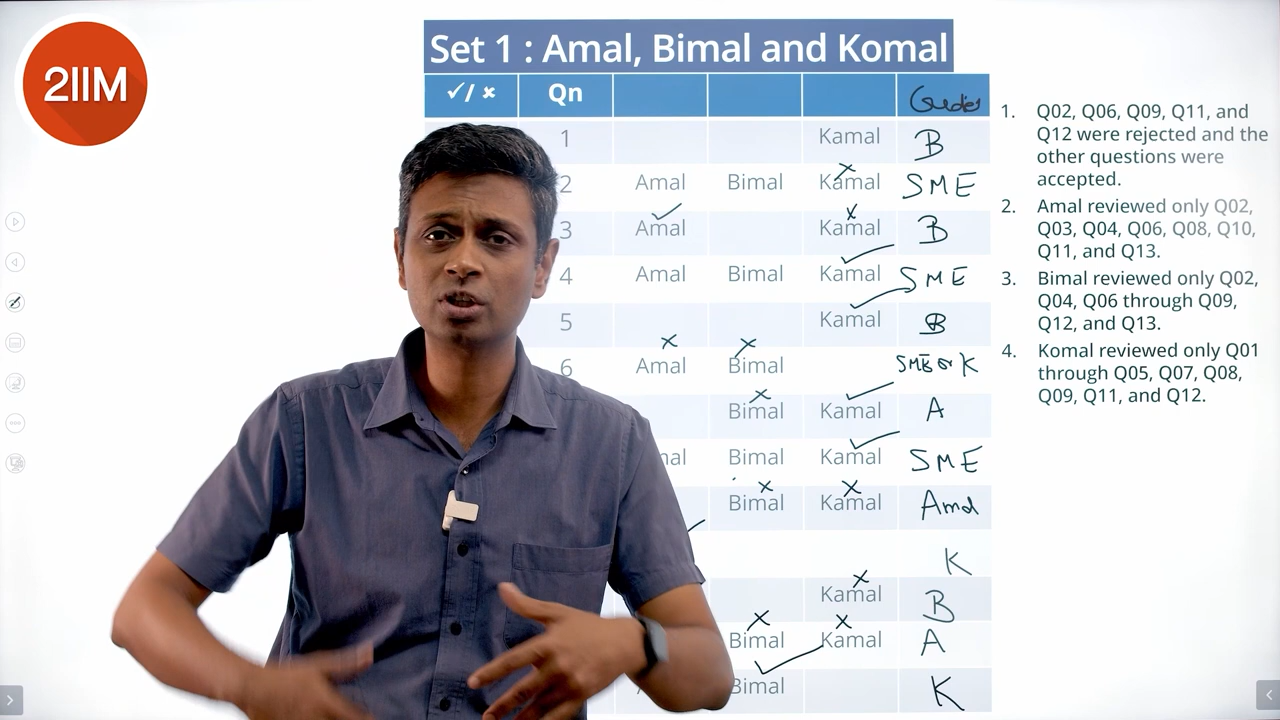 2IIM
Set 1 : Amal, Bimal and Komal
✓/ × Qn
1 Kamal B
2 Amal Bimal Kamal SME
3 Amal Kamal B
4 Amal Bimal Kamal SME
5 Kamal B
6 Amal Bimal SME or K
Bimal Kamal A
Bimal Kamal SME
Bimal Kamal Amal
K
Kamal B
Bimal Kamal A
Bimal K
1. Q02, Q06, Q09, Q11, and
Q12 were rejected and the
other questions were
accepted.
2. Amal reviewed only Q02,
Q03, Q04, Q06, Q08, Q10,
Q11, and Q13.
3. Bimal reviewed only Q02,
Q04, Q06 through Q09,
Q12, and Q13.
4. Komal reviewed only Q01
through Q05, Q07, Q08,
Q09, Q11, and Q12.